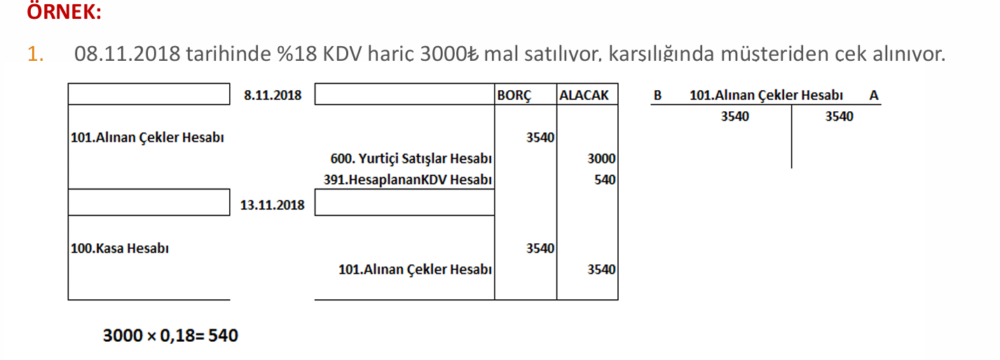 ÖRNEK:
1. 08.11.2018 tarihinde %18 KDV hariç 3000₺ mal satılıyor, karşılığında müşteriden çek alınıyor.
8.11.2018 BORÇ ALACAK
101.Alınan Çekler Hesabı 3540
600. Yurtiçi Satışlar Hesabı 3000
391.HesaplananKDV Hesabı 540
13.11.2018
100.Kasa Hesabı 3540
101.Alınan Çekler Hesabı 3540
3000 × 0,18= 540
B 101.Alınan Çekler Hesabı A
3540 3540